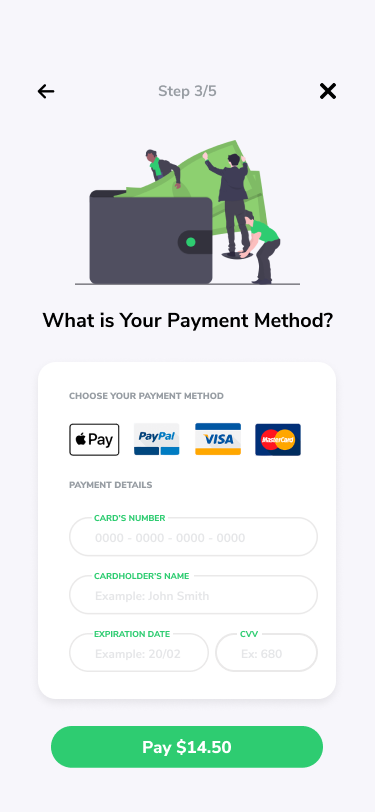 Step 3/5
What is Your Payment Method?
CHOOSE YOUR PAYMENT METHOD
Pay PayPal VISA MasterCard
PAYMENT DETAILS
CARD'S NUMBER
0000 - 0000 - 0000 - 0000
CARDHOLDER'S NAME
Example: John Smith
EXPIRATION DATE CVV
Example: 20/02 Ex: 680
Pay $14.50